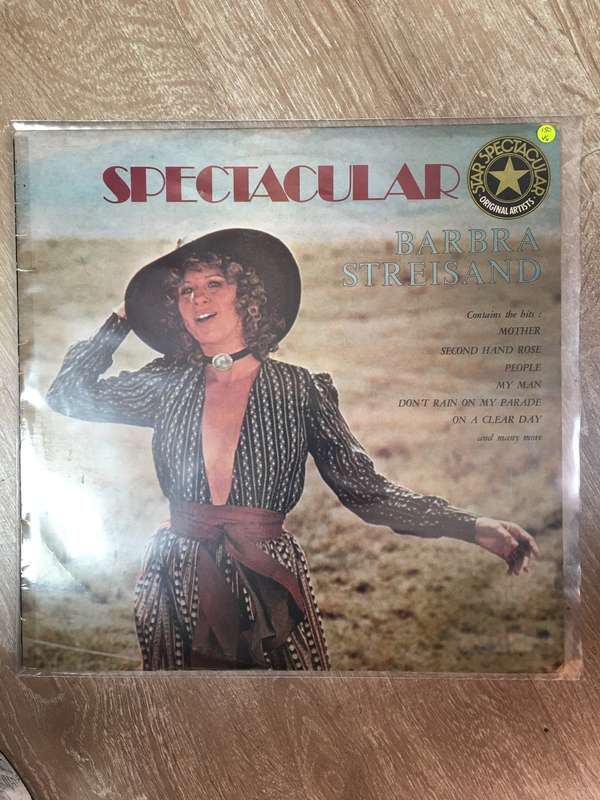 SPECTACULAR
STAR SPECTACULAR
ORIGINAL ARTISTS
BARBRA
STREISAND
Contains the hits :
MOTHER
SECOND HAND ROSE
PEOPLE
MY MAN
DON'T RAIN ON MY PARADE
ON A CLEAR DAY
and many more